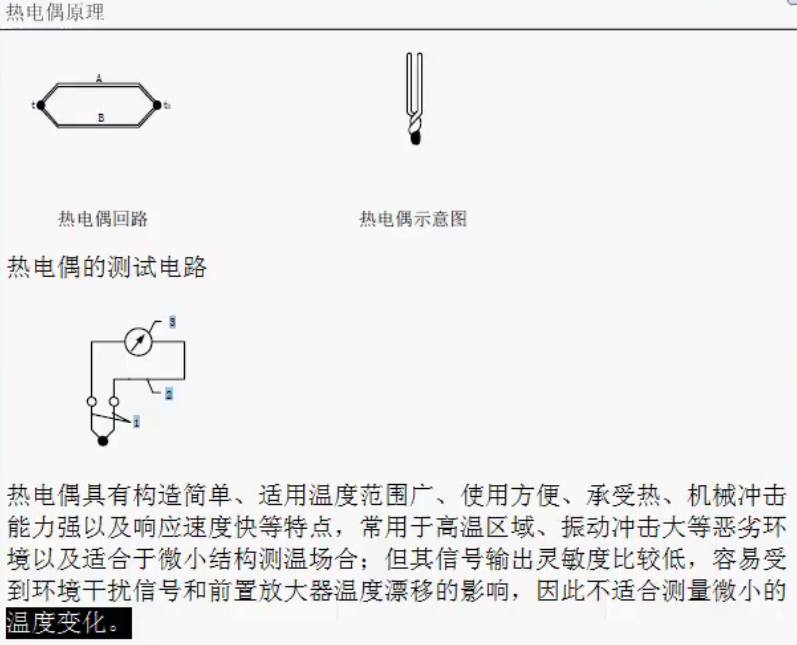 热电偶原理
A
t
t₀
B
热电偶回路
热电偶示意图
热电偶的测试电路
3
2
1
热电偶具有构造简单、适用温度范围广、使用方便、承受热、机械冲击
能力强以及响应速度快等特点，常用于高温区域、振动冲击大等恶劣环
境以及适合于微小结构测温场合；但其信号输出灵敏度比较低，容易受
到环境干扰信号和前置放大器温度漂移的影响，因此不适合测量微小的
温度变化。